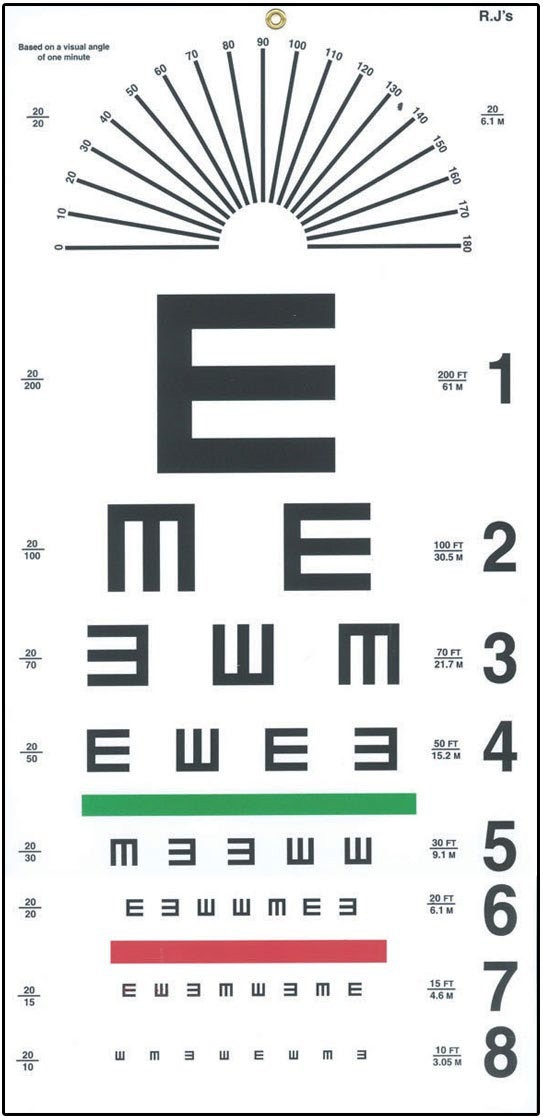 R.J's
Based on a visual angle
of one minute
0 10 20 30 40 50 60 70 80 90 100 110 120 130 140 150 160 170 180
20/20 20/6.1 M
20/200 E 200 FT/61 M 1
20/100 M E 100 FT/30.5 M 2
20/70 Ǝ Ш M 70 FT/21.7 M 3
20/50 E Ш E Ǝ 50 FT/15.2 M 4
20/30 M Ǝ Ǝ Ш Ш 30 FT/9.1 M 5
20/20 E Ǝ Ш Ш M E Ǝ 20 FT/6.1 M 6
20/15 E Ш Ǝ M Ш Ǝ M E 15 FT/4.6 M 7
20/10 Ш M Ǝ Ш E Ш M Ǝ 10 FT/3.05 M 8